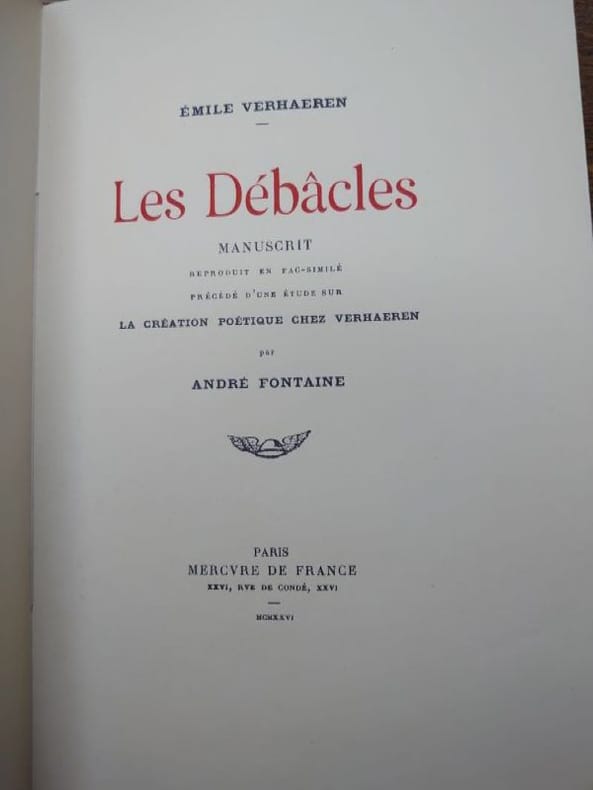 ÉMILE VERHAEREN
Les Débâcles
MANUSCRIT
REPRODUIT EN FAC-SIMILÉ
PRÉCÉDÉ D'UNE ÉTUDE SUR
LA CRÉATION POÉTIQUE CHEZ VERHAEREN
par
ANDRÉ FONTAINE
PARIS
MERCVRE DE FRANCE
XXVI, RVE DE CONDÉ, XXVI
MCMXXVI